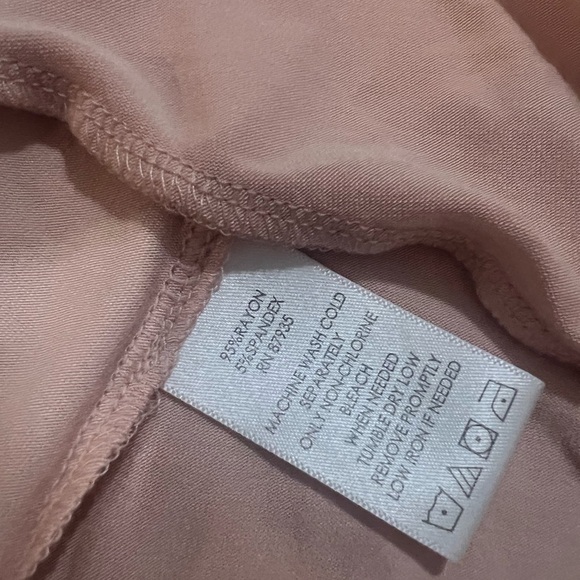 95%RAYON
5%SPANDEX
RN 87935
MACHINE WASH COLD
SEPARATELY
ONLY NON-CHLORINE
BLEACH
WHEN NEEDED
TUMBLE DRY LOW
REMOVE PROMPTLY
LOW IRON IF NEEDED